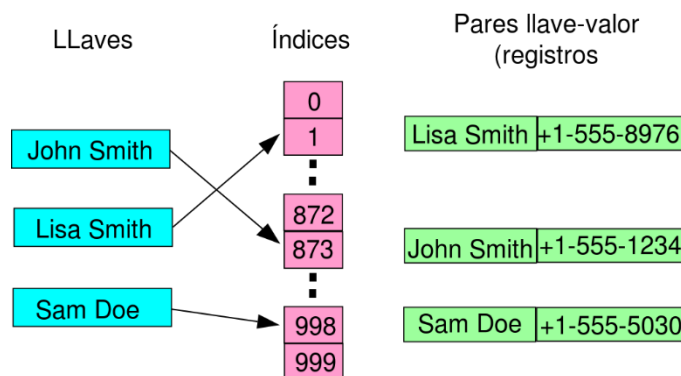 LLaves
Índices
Pares llave-valor
(registros
0
1
Lisa Smith +1-555-8976
John Smith
872
Lisa Smith
873
John Smith +1-555-1234
Sam Doe
998
Sam Doe +1-555-5030
999